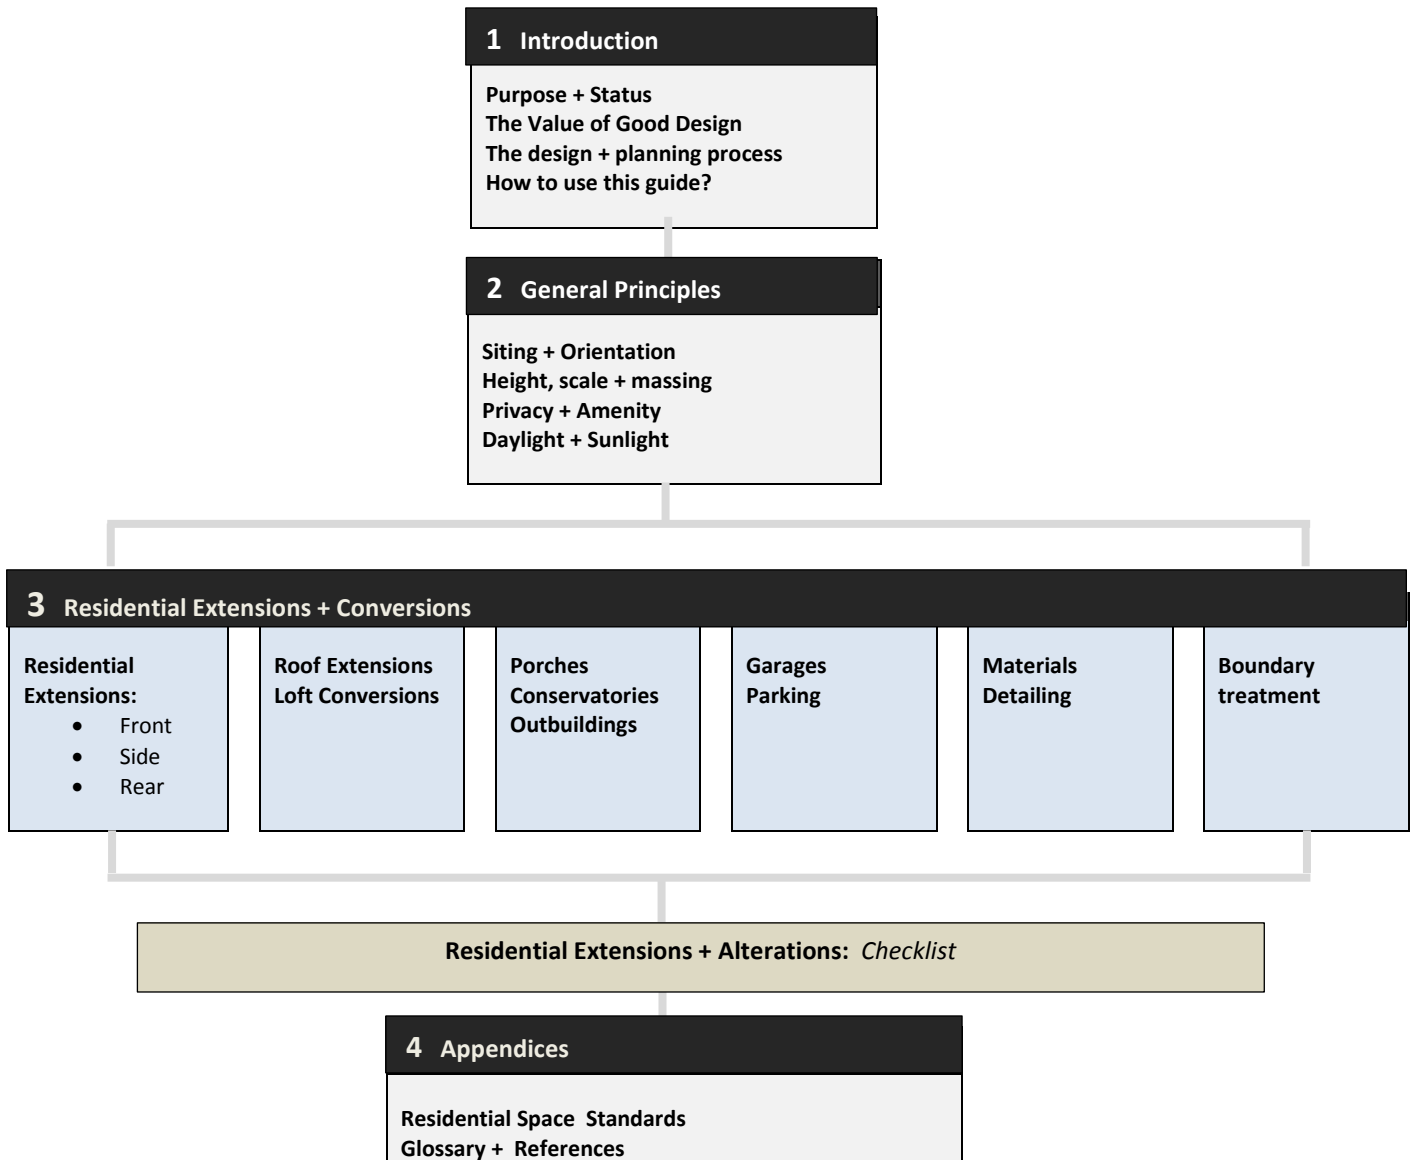 1 Introduction
Purpose + Status
The Value of Good Design
The design + planning process
How to use this guide?
2 General Principles
Siting + Orientation
Height, scale + massing
Privacy + Amenity
Daylight + Sunlight
3 Residential Extensions + Conversions
Residential
Extensions:
• Front
• Side
• Rear
Roof Extensions
Loft Conversions
Porches
Conservatories
Outbuildings
Garages
Parking
Materials
Detailing
Boundary
treatment
Residential Extensions + Alterations: Checklist
4 Appendices
Residential Space Standards
Glossary + References